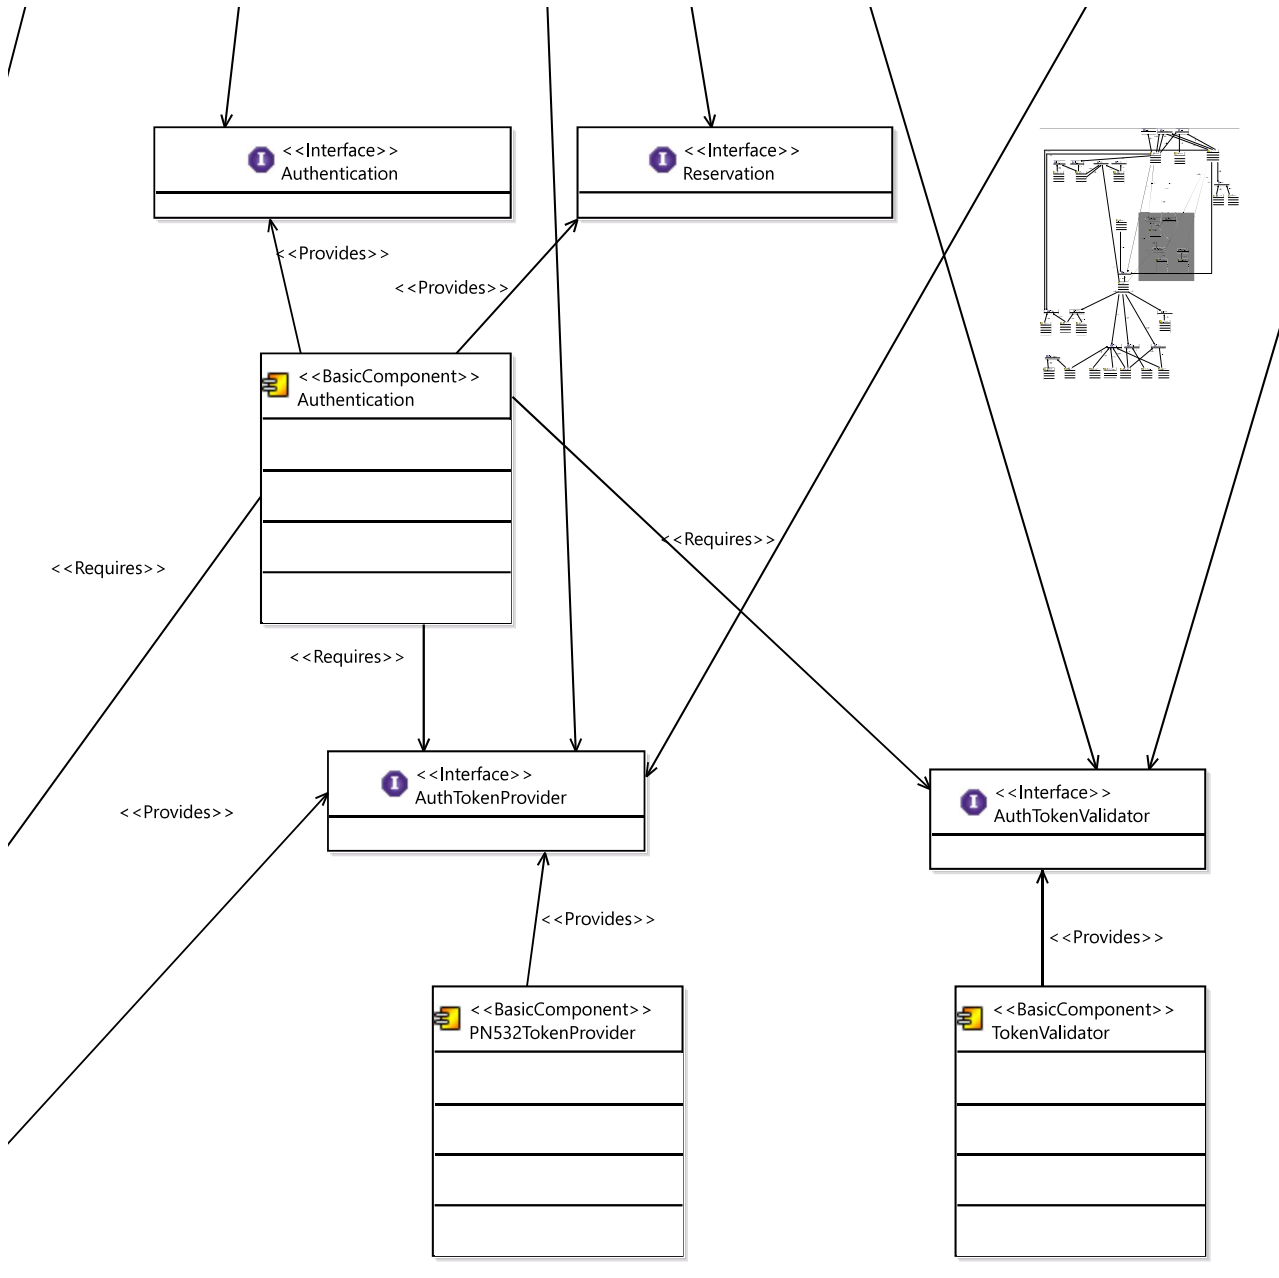 <<Interface>>
Authentication
<<Interface>>
Reservation
<<Provides>>
<<Provides>>
<<BasicComponent>>
Authentication
<<Requires>>
<<Requires>>
<<Requires>>
<<Interface>>
AuthTokenProvider
<<Interface>>
AuthTokenValidator
<<Provides>>
<<Provides>>
<<Provides>>
<<BasicComponent>>
PN532TokenProvider
<<BasicComponent>>
TokenValidator